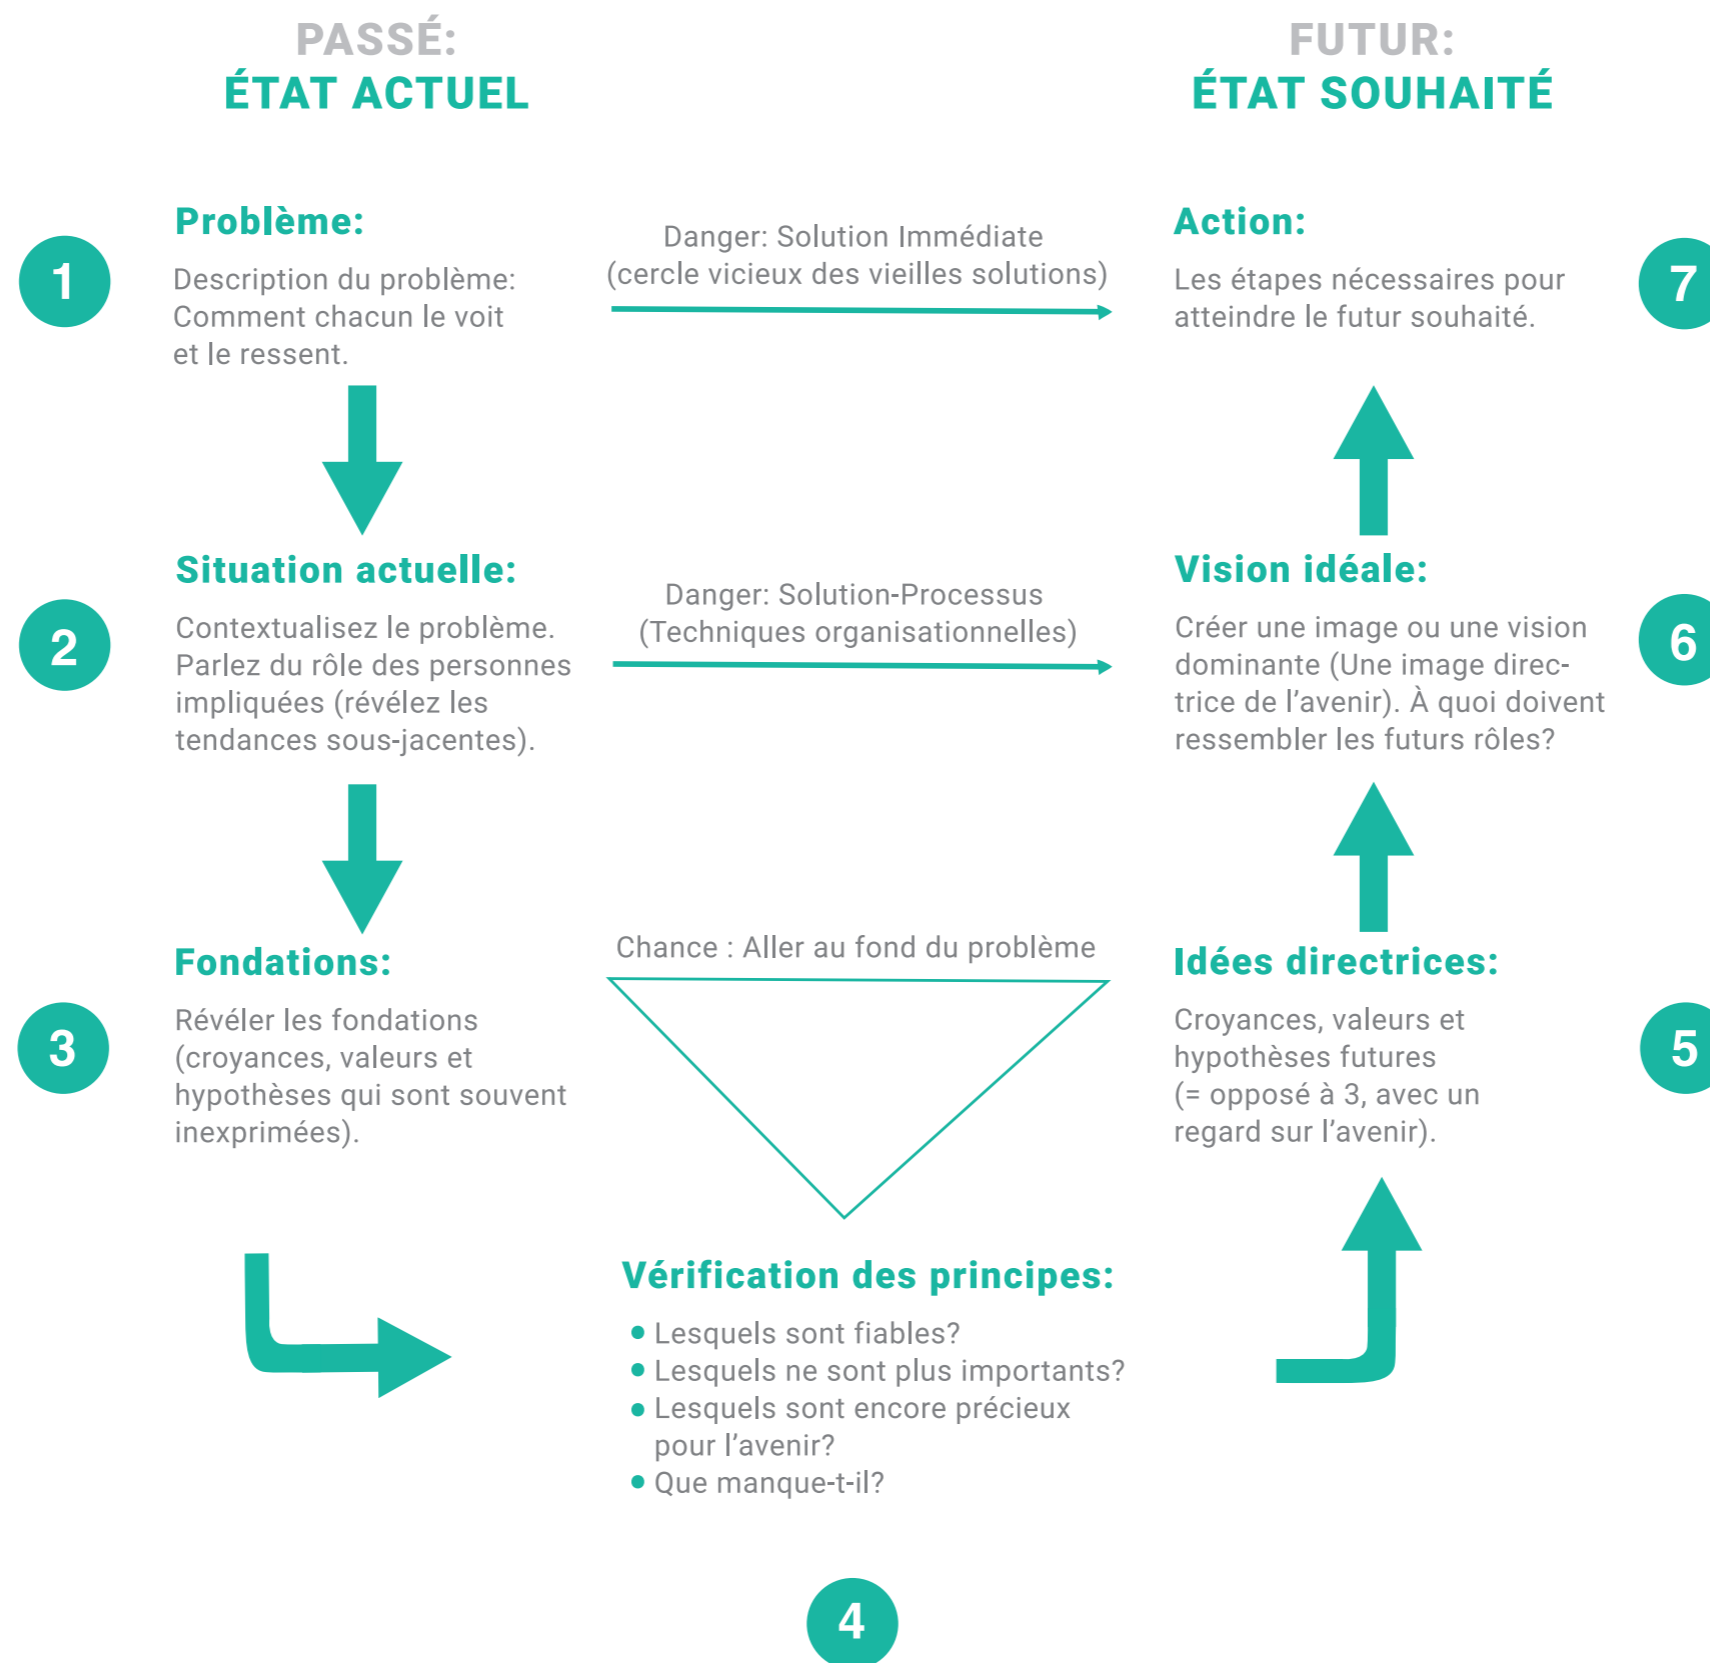 PASSÉ:
ÉTAT ACTUEL
FUTUR:
ÉTAT SOUHAITÉ
1
Problème:
Description du problème:
Comment chacun le voit
et le ressent.
Danger: Solution Immédiate
(cercle vicieux des vieilles solutions)
Action:
Les étapes nécessaires pour
atteindre le futur souhaité.
7
2
Situation actuelle:
Contextualisez le problème.
Parlez du rôle des personnes
impliquées (révélez les
tendances sous-jacentes).
Danger: Solution-Processus
(Techniques organisationnelles)
Vision idéale:
Créer une image ou une vision
dominante (Une image direc-
trice de l’avenir). À quoi doivent
ressembler les futurs rôles?
6
3
Fondations:
Révéler les fondations
(croyances, valeurs et
hypothèses qui sont souvent
inexprimées).
Chance : Aller au fond du problème
Idées directrices:
Croyances, valeurs et
hypothèses futures
(= opposé à 3, avec un
regard sur l’avenir).
5
Vérification des principes:
Lesquels sont fiables?
Lesquels ne sont plus importants?
Lesquels sont encore précieux
pour l’avenir?
Que manque-t-il?
4